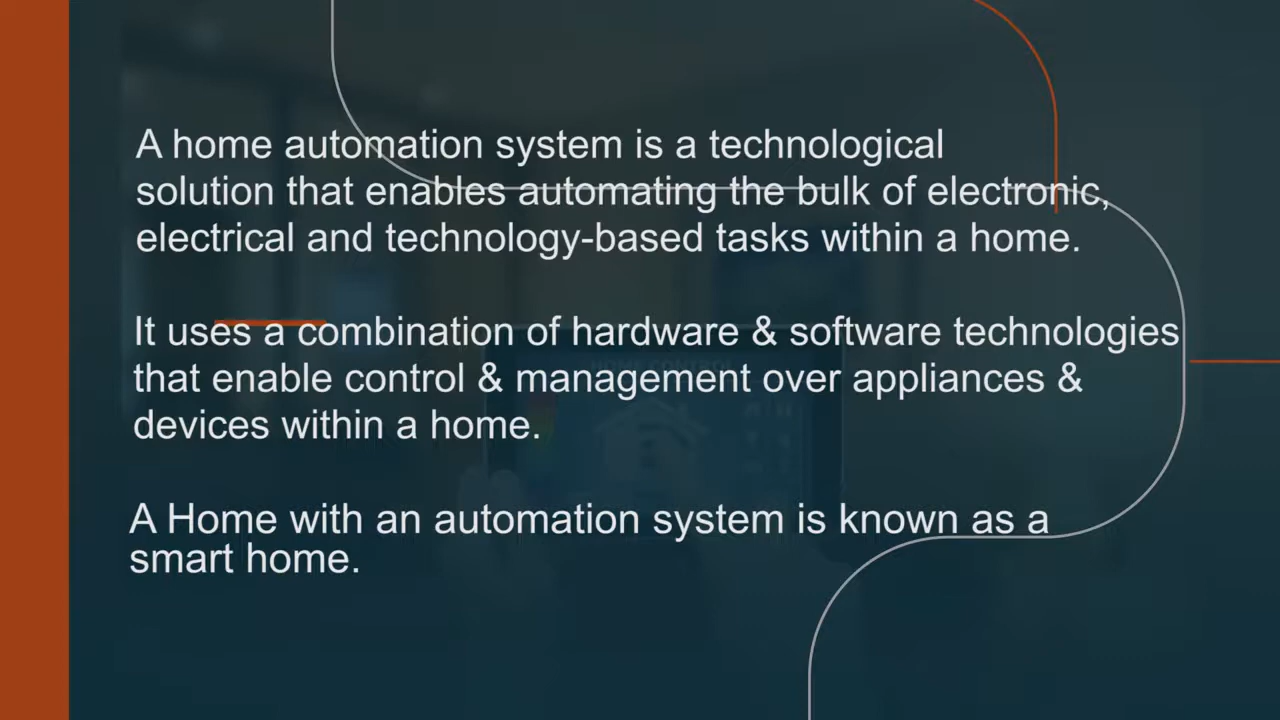 A home automation system is a technological
solution that enables automating the bulk of electronic,
electrical and technology-based tasks within a home.
It uses a combination of hardware & software technologies
that enable control & management over appliances &
devices within a home.
A Home with an automation system is known as a
smart home.